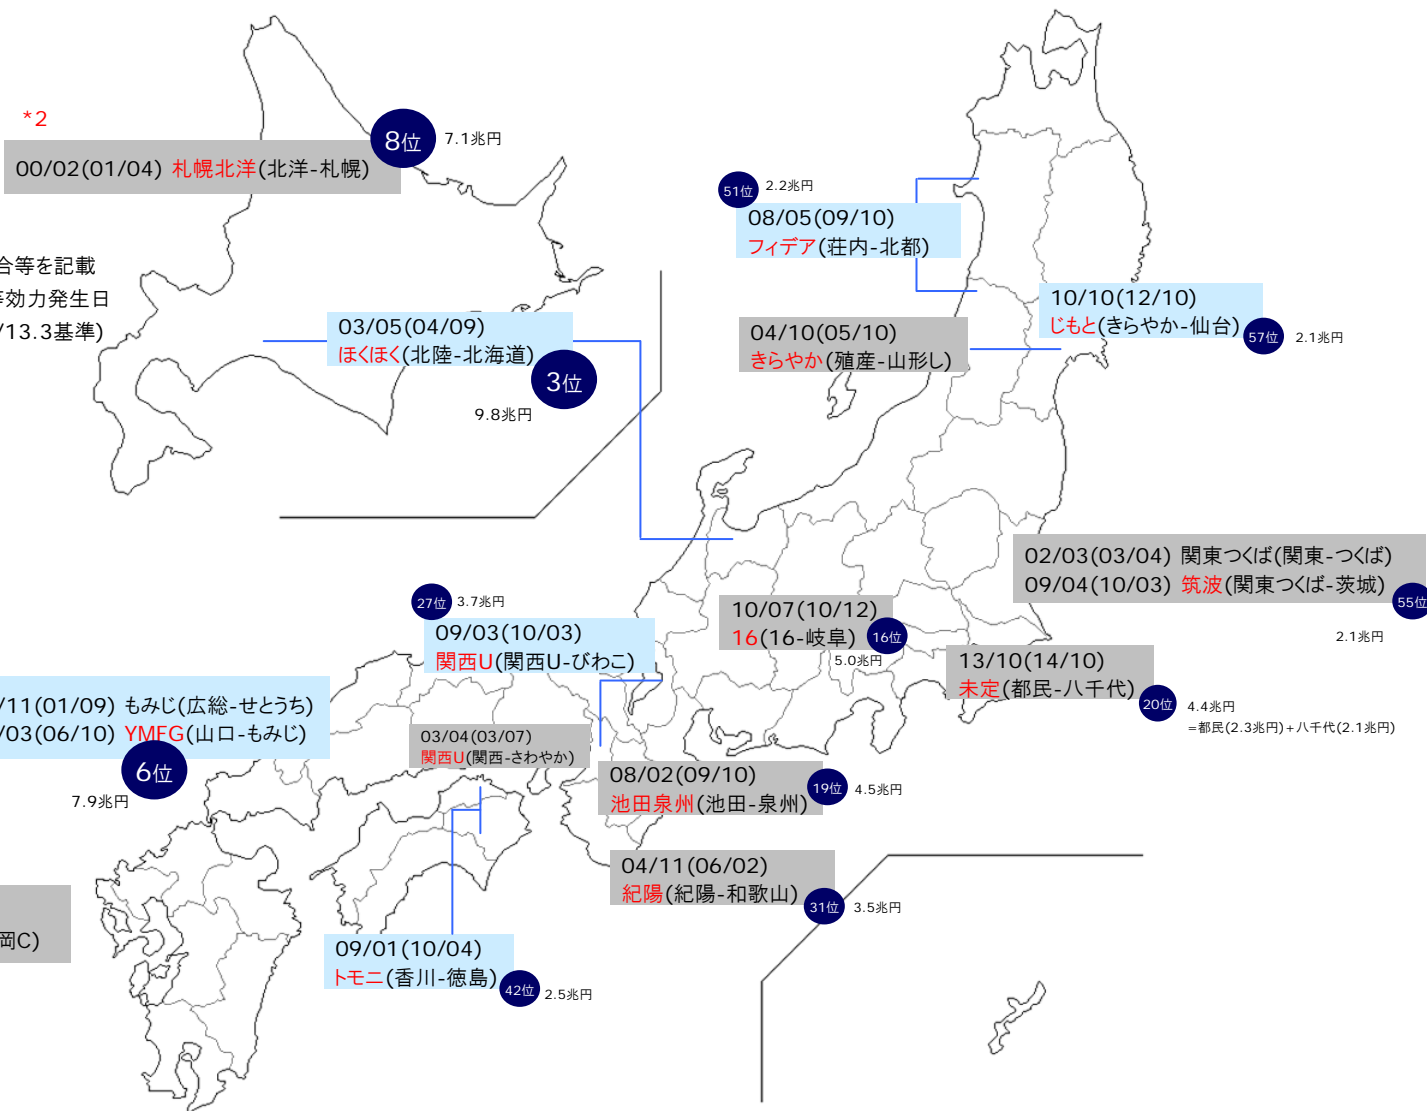 *2
8位
7.1兆円
00/02(01/04) 札幌北洋(北洋-札幌)
合等を記載
等効力発生日
/13.3基準)
03/05(04/09)
ほくほく(北陸-北海道)
3位
9.8兆円
51位
2.2兆円
08/05(09/10)
フィデア(荘内-北都)
10/10(12/10)
じもと(きらやか-仙台)
57位
2.1兆円
04/10(05/10)
きらやか(殖産-山形し)
02/03(03/04) 関東つくば(関東-つくば)
09/04(10/03) 筑波(関東つくば-茨城)
55位
2.1兆円
27位
3.7兆円
09/03(10/03)
関西U(関西U-びわこ)
10/07(10/12)
16(16-岐阜)
16位
5.0兆円
13/10(14/10)
未定(都民-八千代)
20位
4.4兆円
=都民(2.3兆円)+八千代(2.1兆円)
/11(01/09) もみじ(広総-せとうち)
/03(06/10) YMFG(山口-もみじ)
6位
7.9兆円
03/04(03/07)
関西U(関西-さわやか)
08/02(09/10)
池田泉州(池田-泉州)
19位
4.5兆円
04/11(06/02)
紀陽(紀陽-和歌山)
31位
3.5兆円
岡C)
09/01(10/04)
トモニ(香川-徳島)
42位
2.5兆円